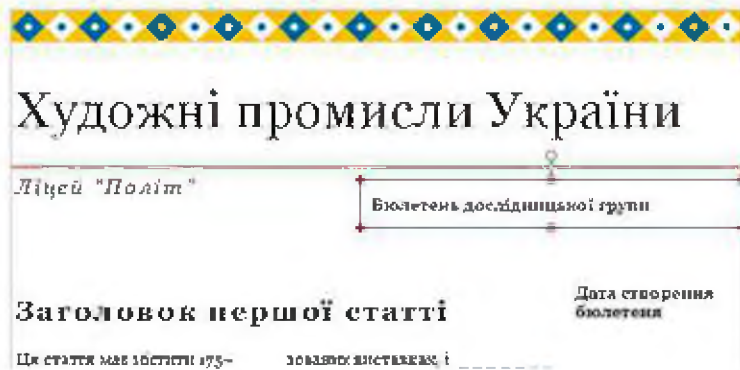 Художні промисли України
Ліцей "Політ"
Бюлетень дослідницької групи
Дата створення
бюлетеня
Заголовок першої статті
Ця стаття має містити 175–
зованих виставках, і